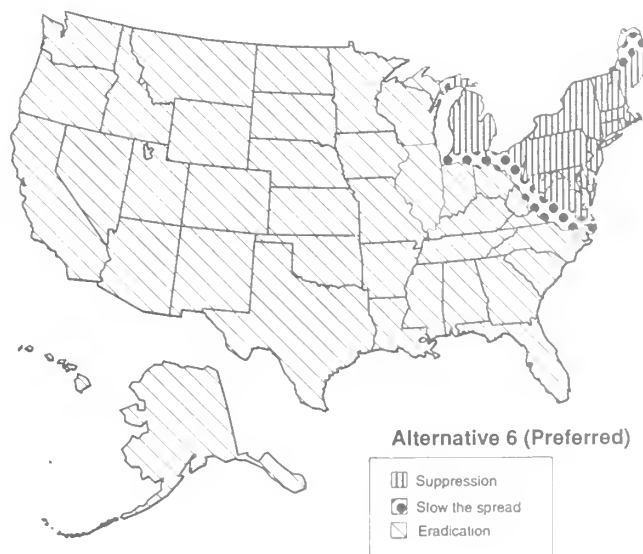 Alternative 6 (Preferred)
Suppression
Slow the spread
Eradication